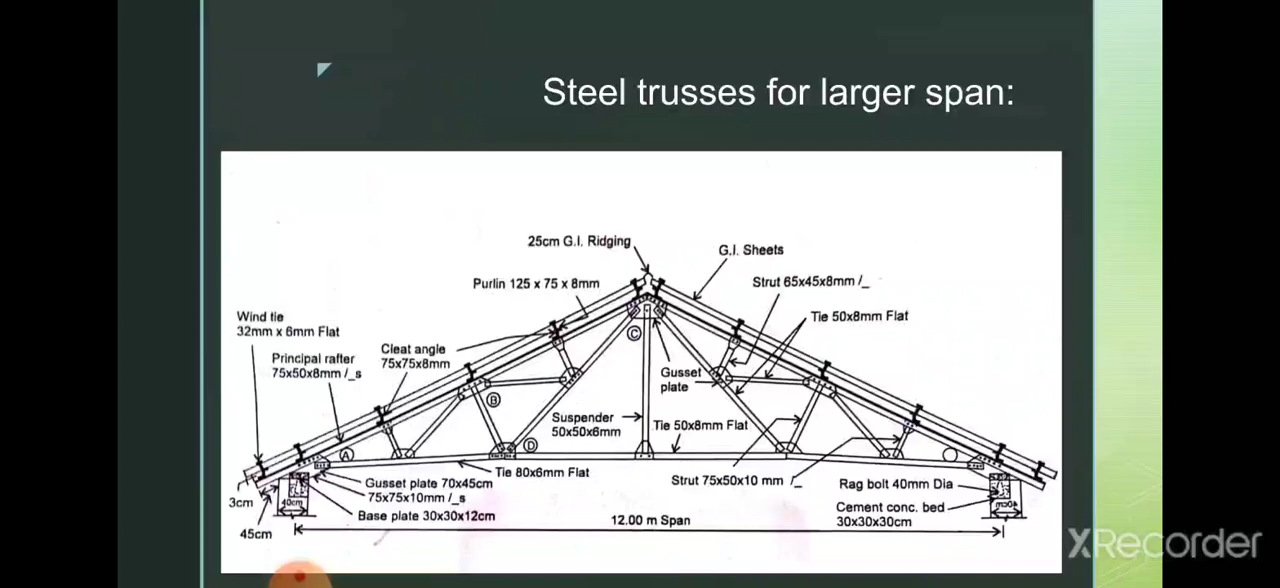 Steel trusses for larger span:
25cm G.I. Ridging
G.I. Sheets
Purlin 125 x 75 x 8mm
Strut 65x45x8mm /_
Wind tie
32mm x 6mm Flat
Tie 50x8mm Flat
Principal rafter
75x50x8mm /_s
Cleat angle
75x75x8mm
C
Gusset
plate
B
Suspender
50x50x6mm
Tie 50x8mm Flat
A
D
Tie 80x6mm Flat
Strut 75x50x10 mm /_
Gusset plate 70x45cm
75x75x10mm /_s
Base plate 30x30x12cm
Rag bolt 40mm Dia
Cement conc. bed
30x30x30cm
3cm
40cm
40cm
45cm
12.00 m Span
XRecorder